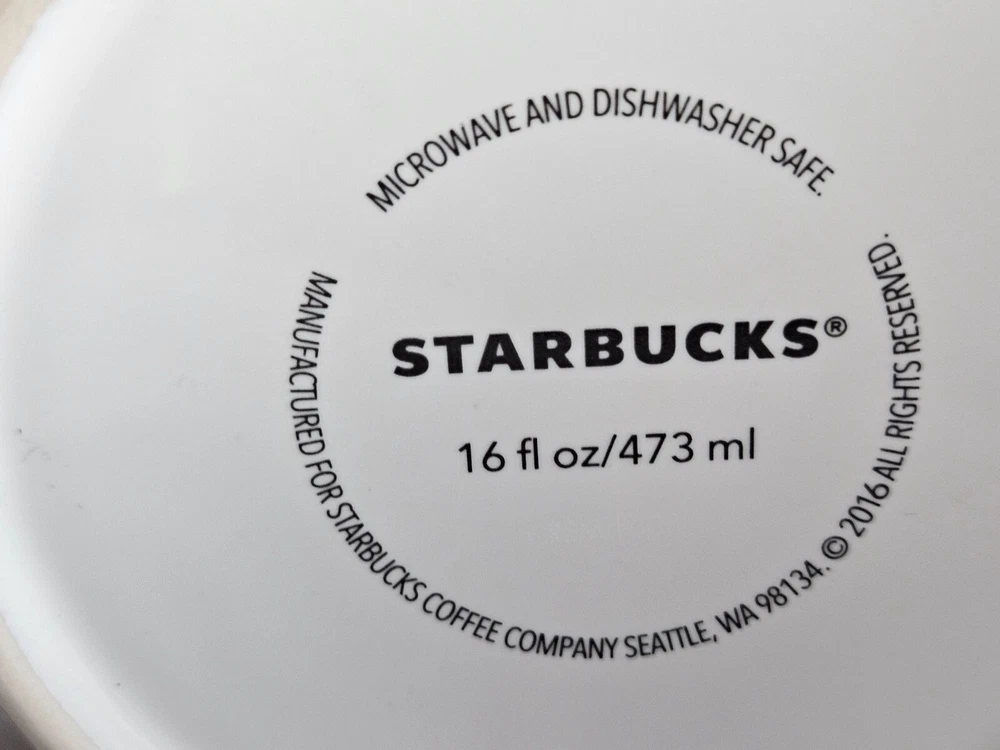 MICROWAVE AND DISHWASHER SAFE.
STARBUCKS®
16 fl oz/473 ml
MANUFACTURED FOR STARBUCKS COFFEE COMPANY SEATTLE, WA 98134. © 2016 ALL RIGHTS RESERVED.